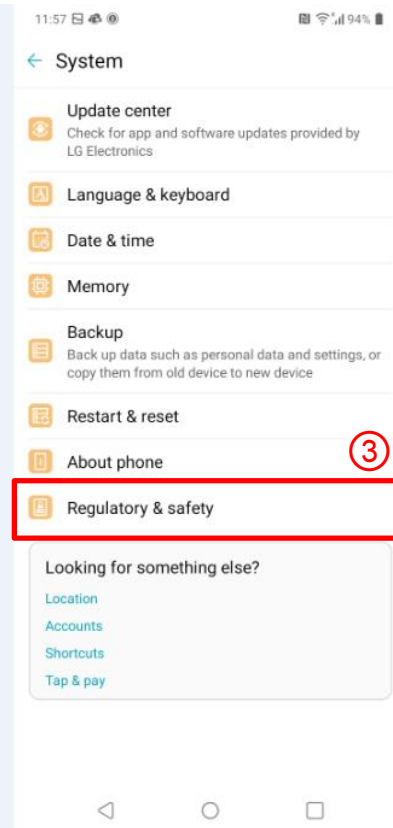 11:57 94%
System
Update center
Check for app and software updates provided by
LG Electronics
Language & keyboard
Date & time
Memory
Backup
Back up data such as personal data and settings, or
copy them from old device to new device
Restart & reset
About phone
③
Regulatory & safety
Looking for something else?
Location
Accounts
Shortcuts
Tap & pay